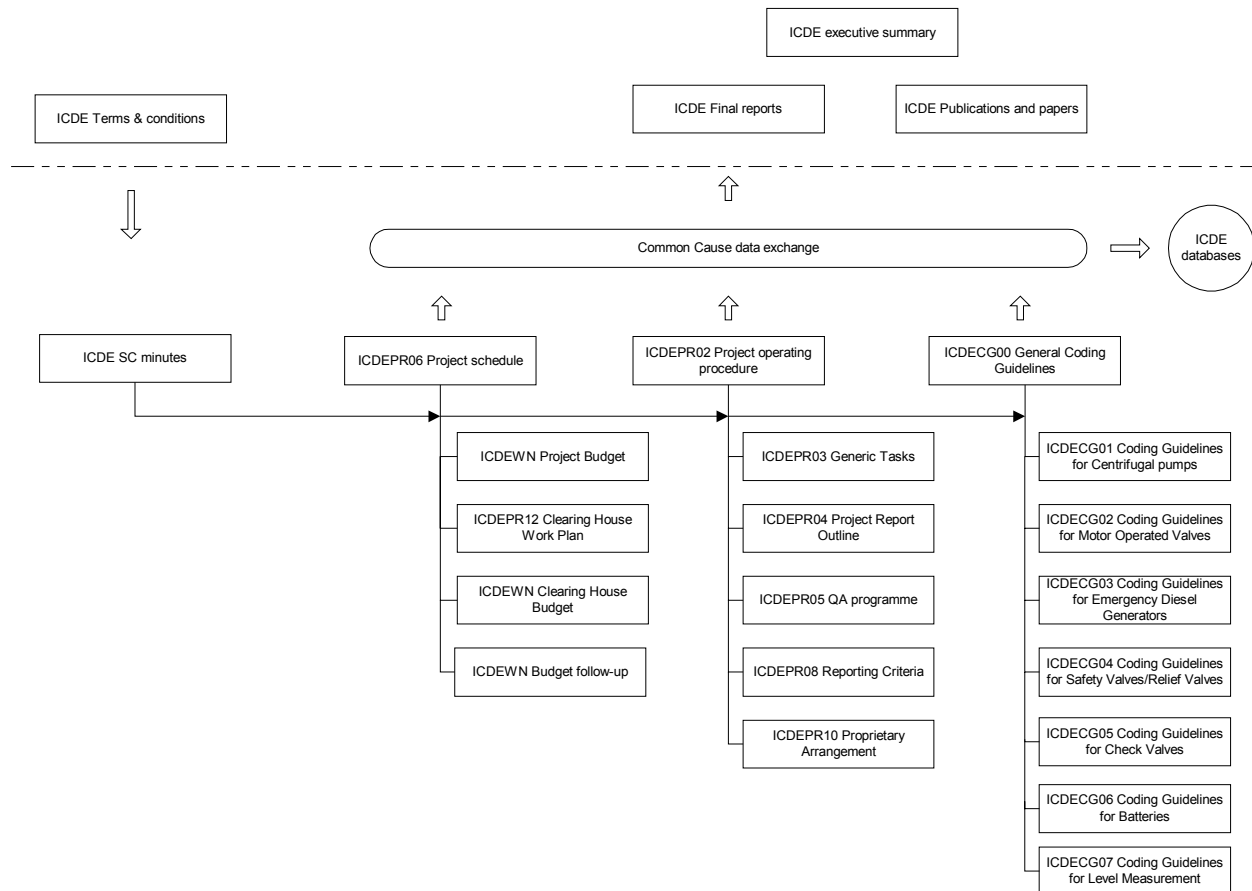 ICDE executive summary
ICDE Terms & conditions
ICDE Final reports
ICDE Publications and papers
Common Cause data exchange
ICDE
databases
ICDE SC minutes
ICDEPR06 Project schedule
ICDEPR02 Project operating
procedure
ICDECG00 General Coding
Guidelines
ICDEWN Project Budget
ICDEPR12 Clearing House
Work Plan
ICDEWN Clearing House
Budget
ICDEWN Budget follow-up
ICDEPR03 Generic Tasks
ICDEPR04 Project Report
Outline
ICDEPR05 QA programme
ICDEPR08 Reporting Criteria
ICDEPR10 Proprietary
Arrangement
ICDECG01 Coding Guidelines
for Centrifugal pumps
ICDECG02 Coding Guidelines
for Motor Operated Valves
ICDECG03 Coding Guidelines
for Emergency Diesel
Generators
ICDECG04 Coding Guidelines
for Safety Valves/Relief Valves
ICDECG05 Coding Guidelines
for Check Valves
ICDECG06 Coding Guidelines
for Batteries
ICDECG07 Coding Guidelines
for Level Measurement